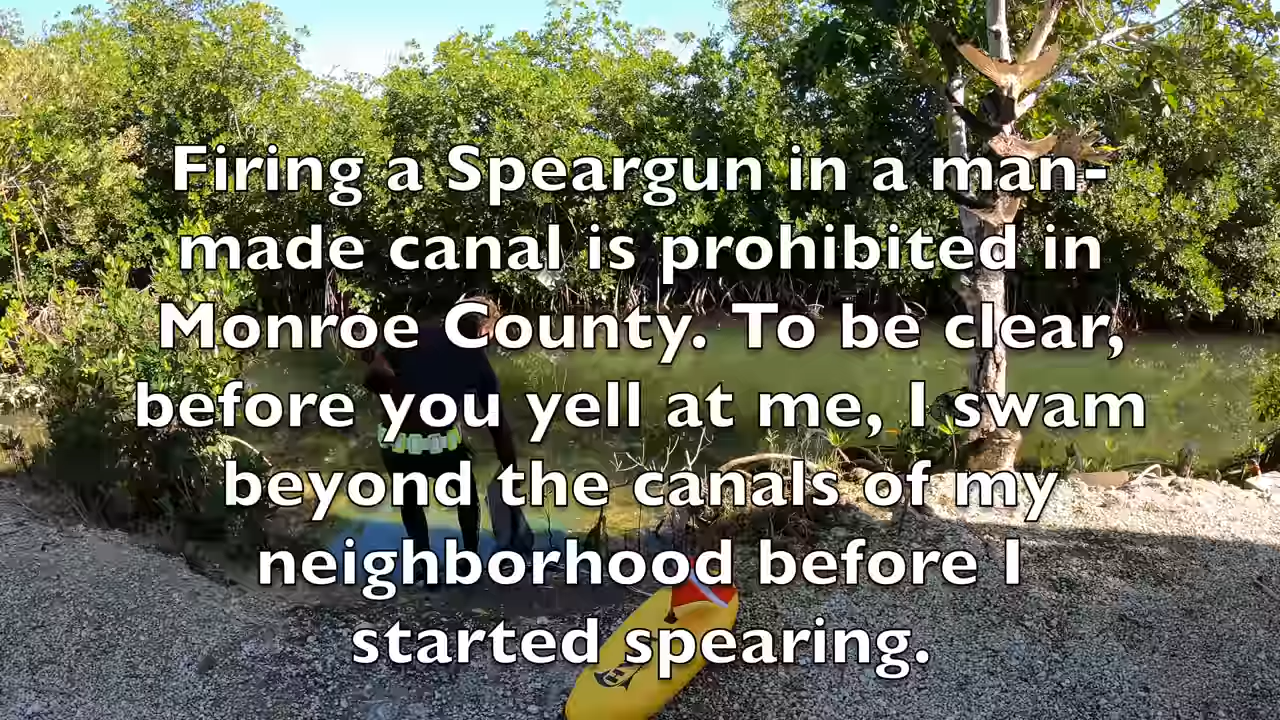 Firing a Speargun in a man-
made canal is prohibited in
Monroe County. To be clear,
before you yell at me, I swam
beyond the canals of my
neighborhood before I
started spearing.